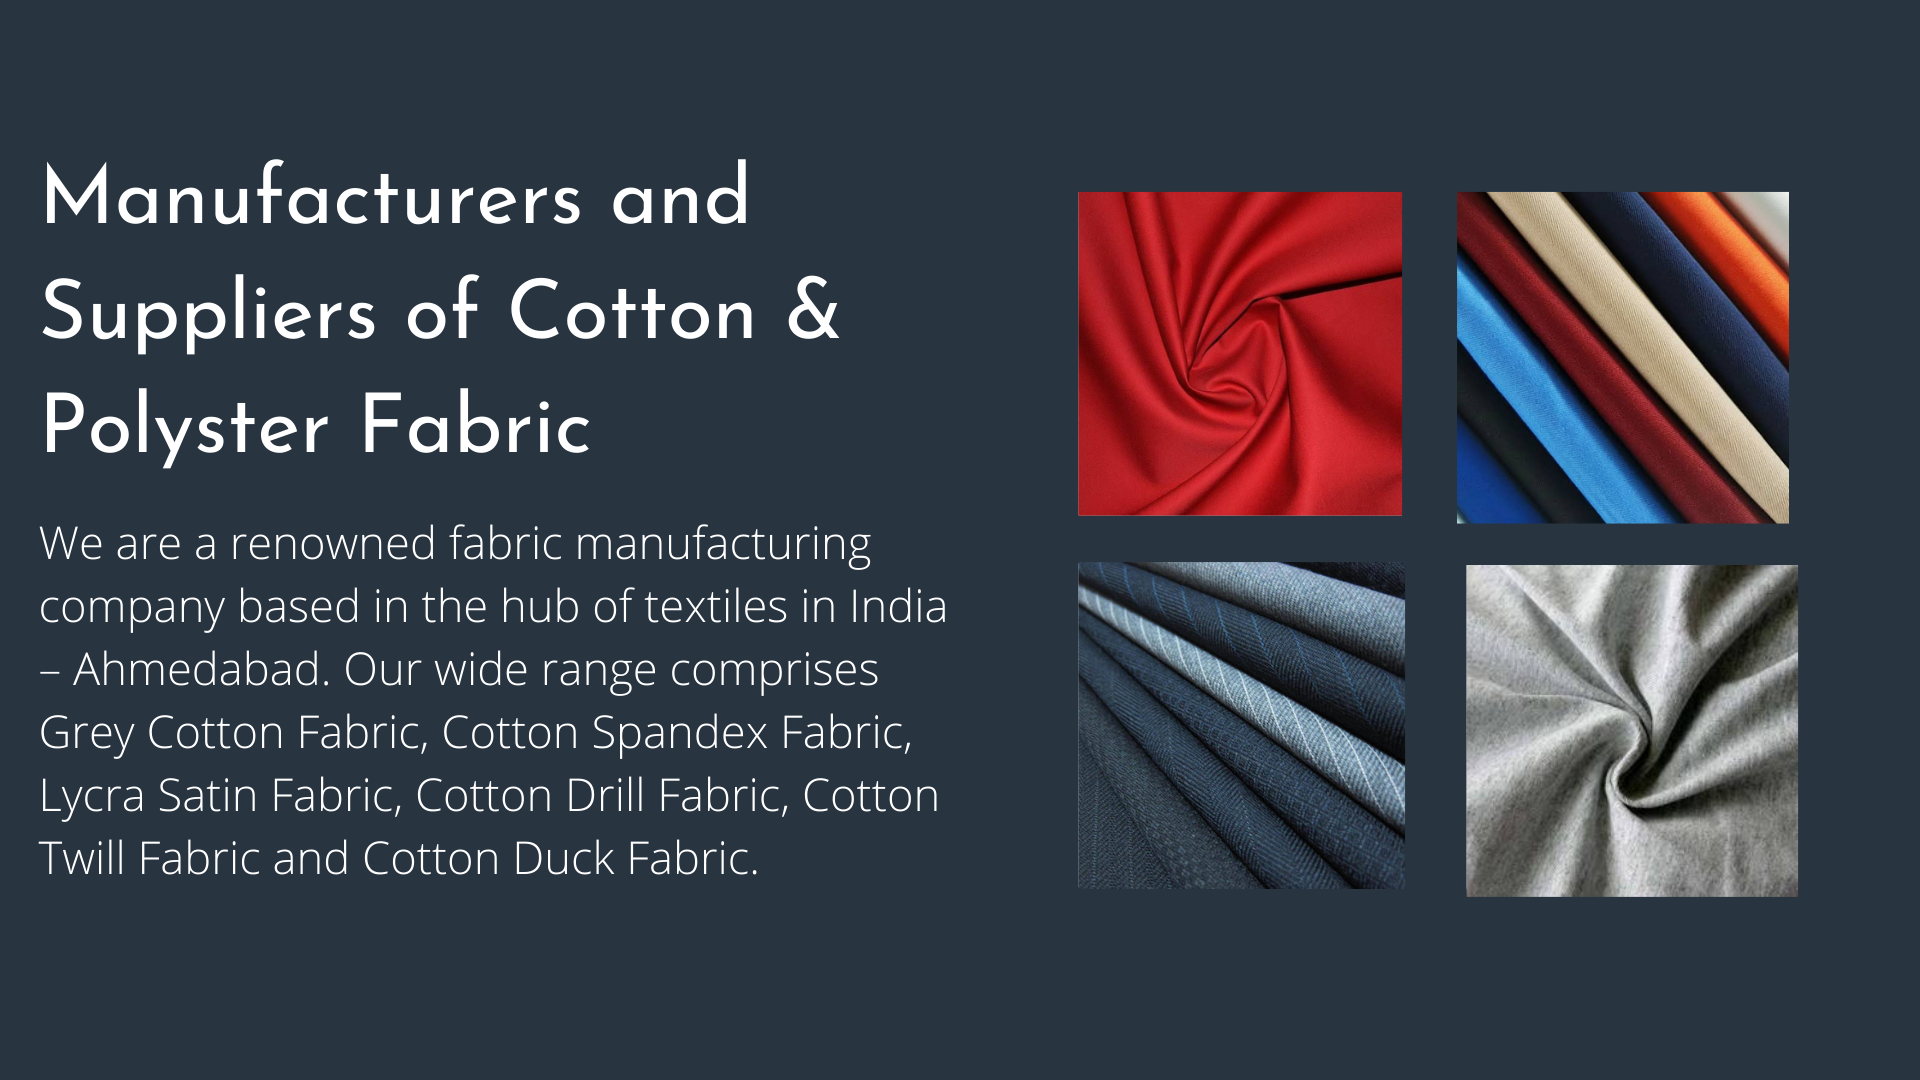 Manufacturers and
Suppliers of Cotton &
Polyster Fabric
We are a renowned fabric manufacturing
company based in the hub of textiles in India
– Ahmedabad. Our wide range comprises
Grey Cotton Fabric, Cotton Spandex Fabric,
Lycra Satin Fabric, Cotton Drill Fabric, Cotton
Twill Fabric and Cotton Duck Fabric.